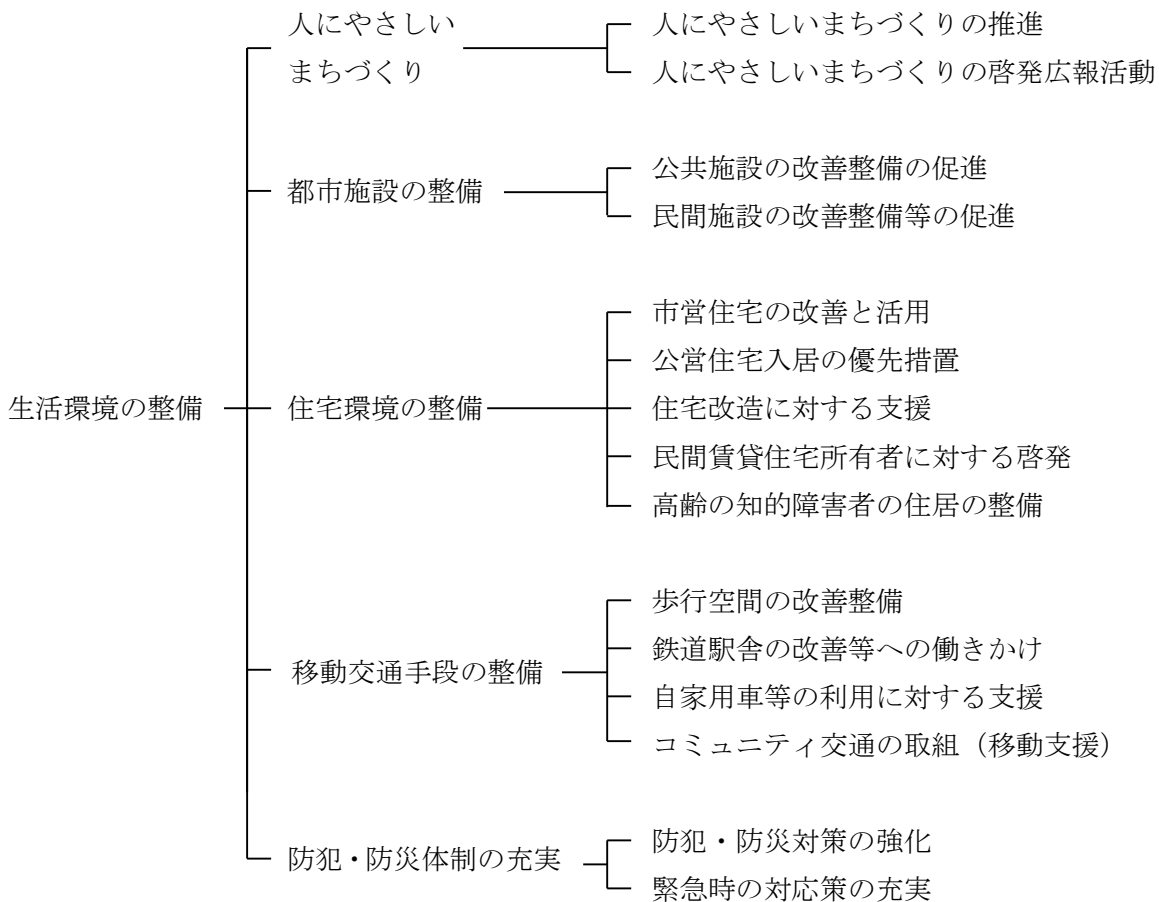 生活環境の整備
人にやさしい
まちづくり
人にやさしいまちづくりの推進
人にやさしいまちづくりの啓発広報活動
都市施設の整備
公共施設の改善整備の促進
民間施設の改善整備等の促進
住宅環境の整備
市営住宅の改善と活用
公営住宅入居の優先措置
住宅改造に対する支援
民間賃貸住宅所有者に対する啓発
高齢の知的障害者の住居の整備
移動交通手段の整備
歩行空間の改善整備
鉄道駅舎の改善等への働きかけ
自家用車等の利用に対する支援
コミュニティ交通の取組（移動支援）
防犯・防災体制の充実
防犯・防災対策の強化
緊急時の対応策の充実